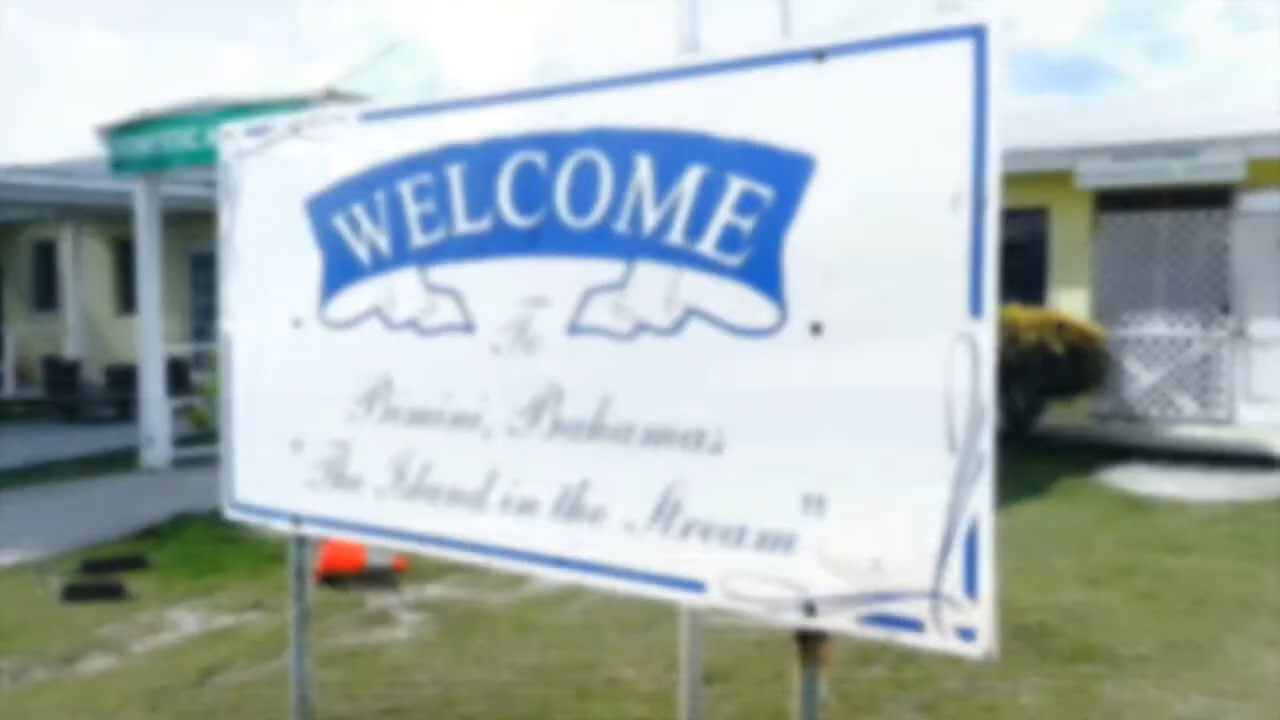 WELCOME
To
Bimini, Bahamas
"The Island in the Stream"